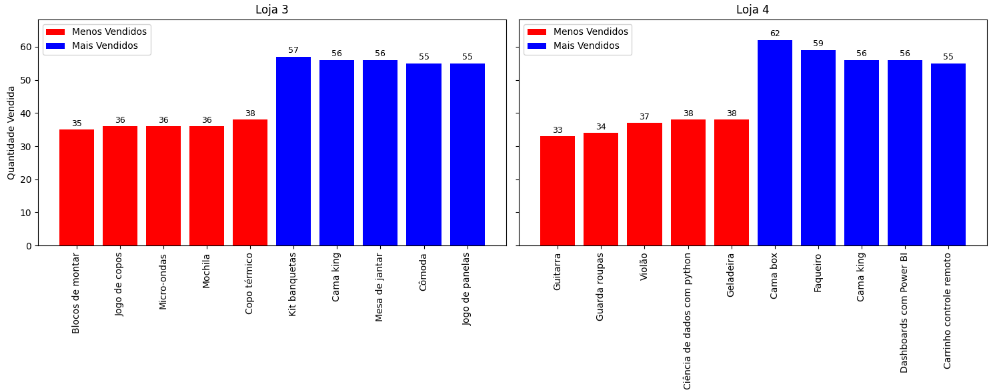 Loja 3
Menos Vendidos
Mais Vendidos
Quantidade Vendida
60
50
40
30
20
10
0
35
36
36
36
38
57
56
56
55
55
Blocos de montar
Jogo de copos
Micro-ondas
Mochila
Copo térmico
Kit banquetas
Cama king
Mesa de jantar
Cômoda
Jogo de panelas
Loja 4
Menos Vendidos
Mais Vendidos
33
34
37
38
38
62
59
56
56
55
Guitarra
Guarda roupas
Violão
Ciência de dados com python
Geladeira
Cama box
Faqueiro
Cama king
Dashboards com Power BI
Carrinho controle remoto